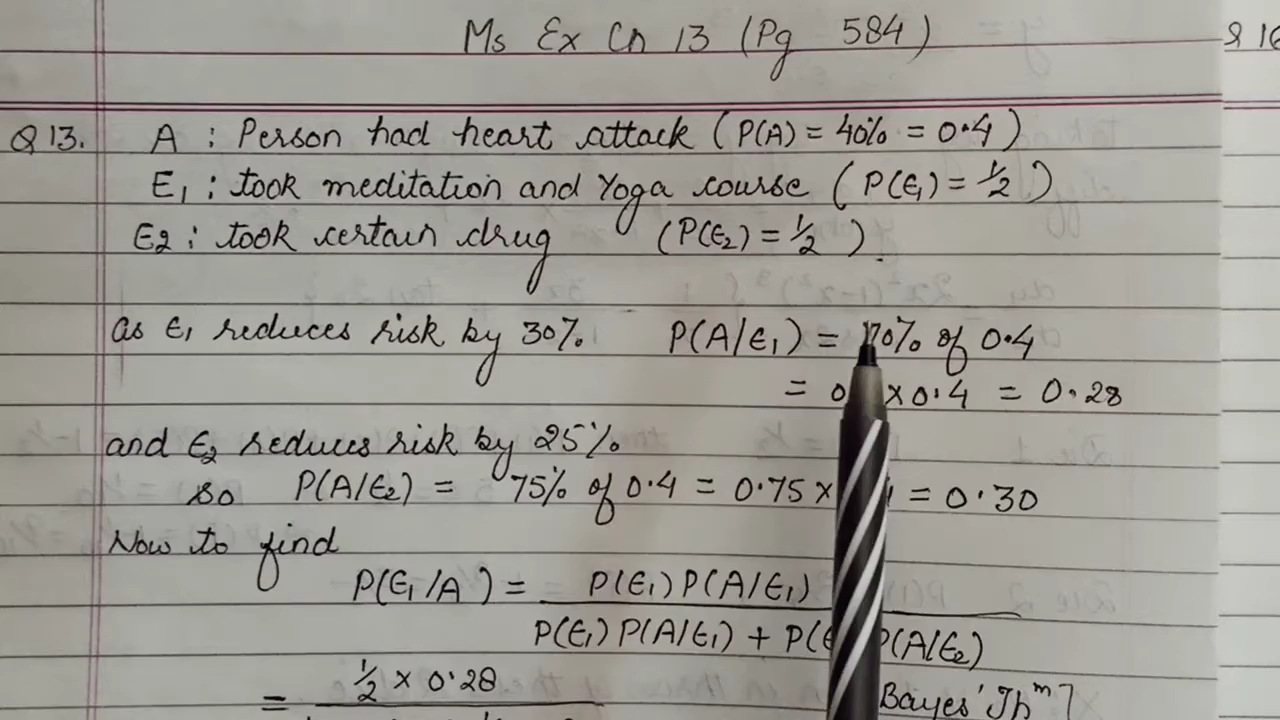 Ms Ex Ch 13 (Pg 584)
Q 16
Q 13. A : Person had heart attack (P(A) = 40% = 0.4)
E₁ : took meditation and Yoga course (P(E₁) = 1/2)
E2 : took certain drug (P(E₂) = 1/2).
as E₁ reduces risk by 30%. P(A/E₁) = 70% of 0.4
= 0 × 0.4 = 0.28
and E₂ reduces risk by 25%.
so P(A/E₂) = 75% of 0.4 = 0.75 × = 0.30
Now to find
P(E₁/A) = P(E₁) P(A/E₁)
P(E₁) P(A/E₁) + P( P(A/E₂)
= 1/2 × 0.28
Bayes' Thᵐ]